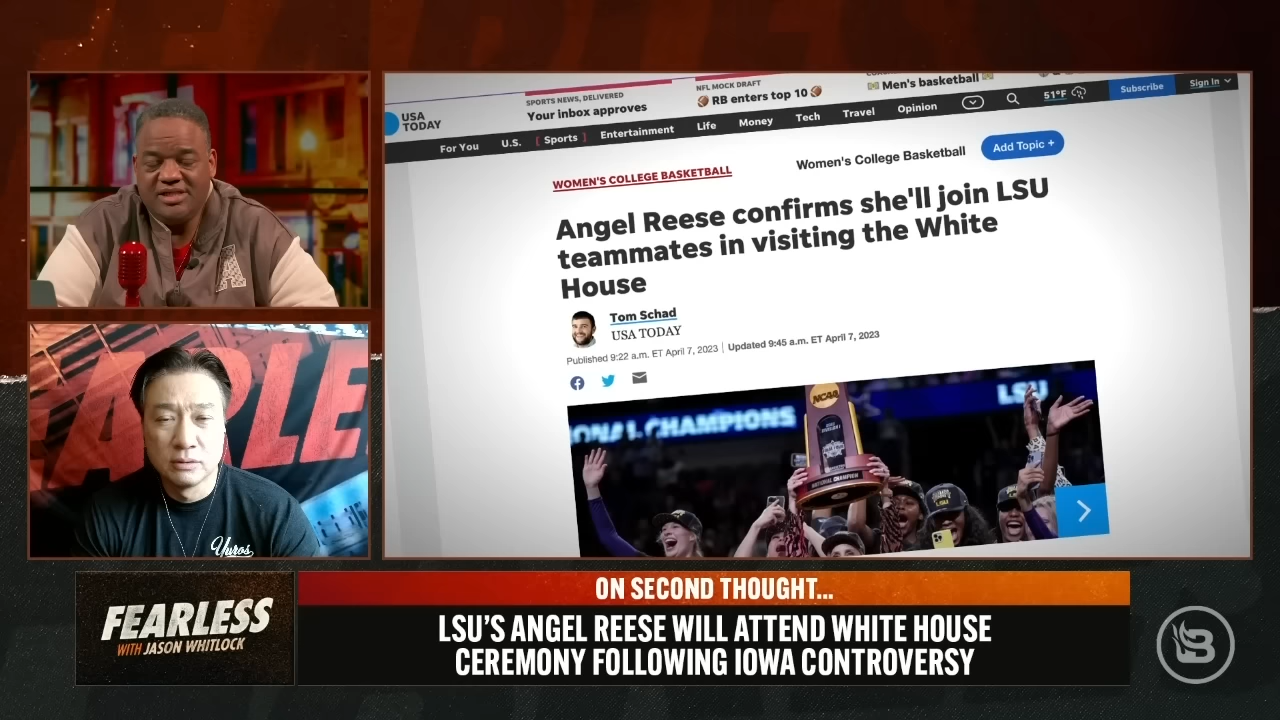 SPORTS NEWS, DELIVERED
Your inbox approves
NFL MOCK DRAFT
RB enters top 10
Men's basketball
USA
TODAY
For You
U.S.
[ Sports ]
Entertainment
Life
Money
Tech
Travel
Opinion
51°F
Subscribe
Sign In
WOMEN'S COLLEGE BASKETBALL
Women's College Basketball
Add Topic +
Angel Reese confirms she'll join LSU
teammates in visiting the White
House
Tom Schad
USA TODAY
Published 9:22 a.m. ET April 7, 2023 | Updated 9:45 a.m. ET April 7, 2023
ONAL CHAMPIONS
LSU
NCAA
NATIONAL CHAMPION
A
Yuros
FEARLESS
WITH JASON WHITLOCK
ON SECOND THOUGHT...
LSU'S ANGEL REESE WILL ATTEND WHITE HOUSE
CEREMONY FOLLOWING IOWA CONTROVERSY
B